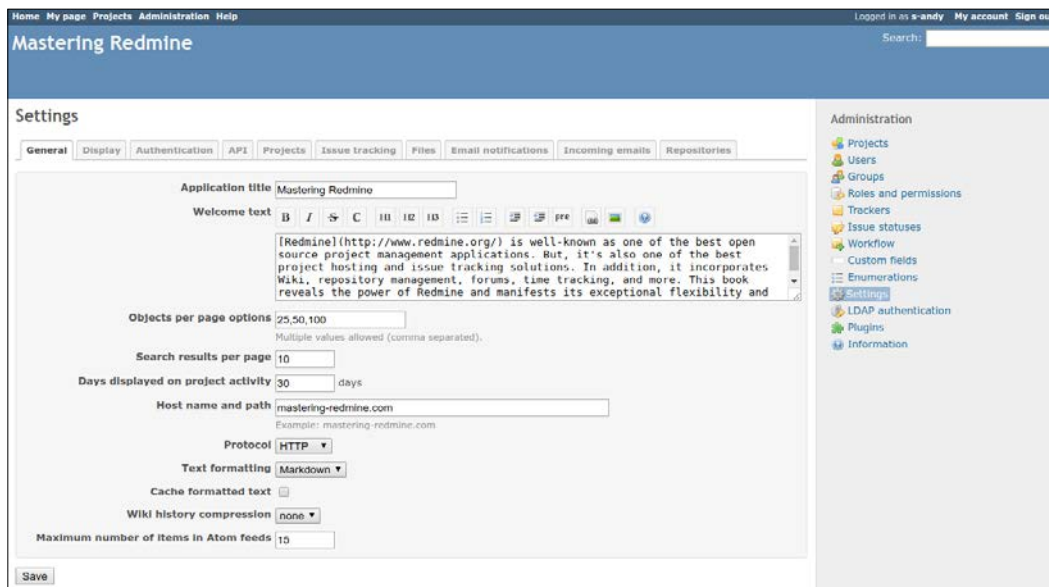 Home My page Projects Administration Help
Logged in as s-andy My account Sign ou
Mastering Redmine
Search:
Settings
General Display Authentication API Projects Issue tracking Files Email notifications Incoming emails Repositories
Application title Mastering Redmine
Welcome text B I S C H1 H2 H3 pre
[Redmine](http://www.redmine.org/) is well-known as one of the best open
source project management applications. But, it's also one of the best
project hosting and issue tracking solutions. In addition, it incorporates
Wiki, repository management, forums, time tracking, and more. This book
reveals the power of Redmine and manifests its exceptional flexibility and
Objects per page options 25,50,100
Multiple values allowed (comma separated).
Search results per page 10
Days displayed on project activity 30 days
Host name and path mastering-redmine.com
Example: mastering-redmine.com
Protocol HTTP
Text formatting Markdown
Cache formatted text
Wiki history compression none
Maximum number of items in Atom feeds 15
Save
Administration
Projects
Users
Groups
Roles and permissions
Trackers
Issue statuses
Workflow
Custom fields
Enumerations
Settings
LDAP authentication
Plugins
Information